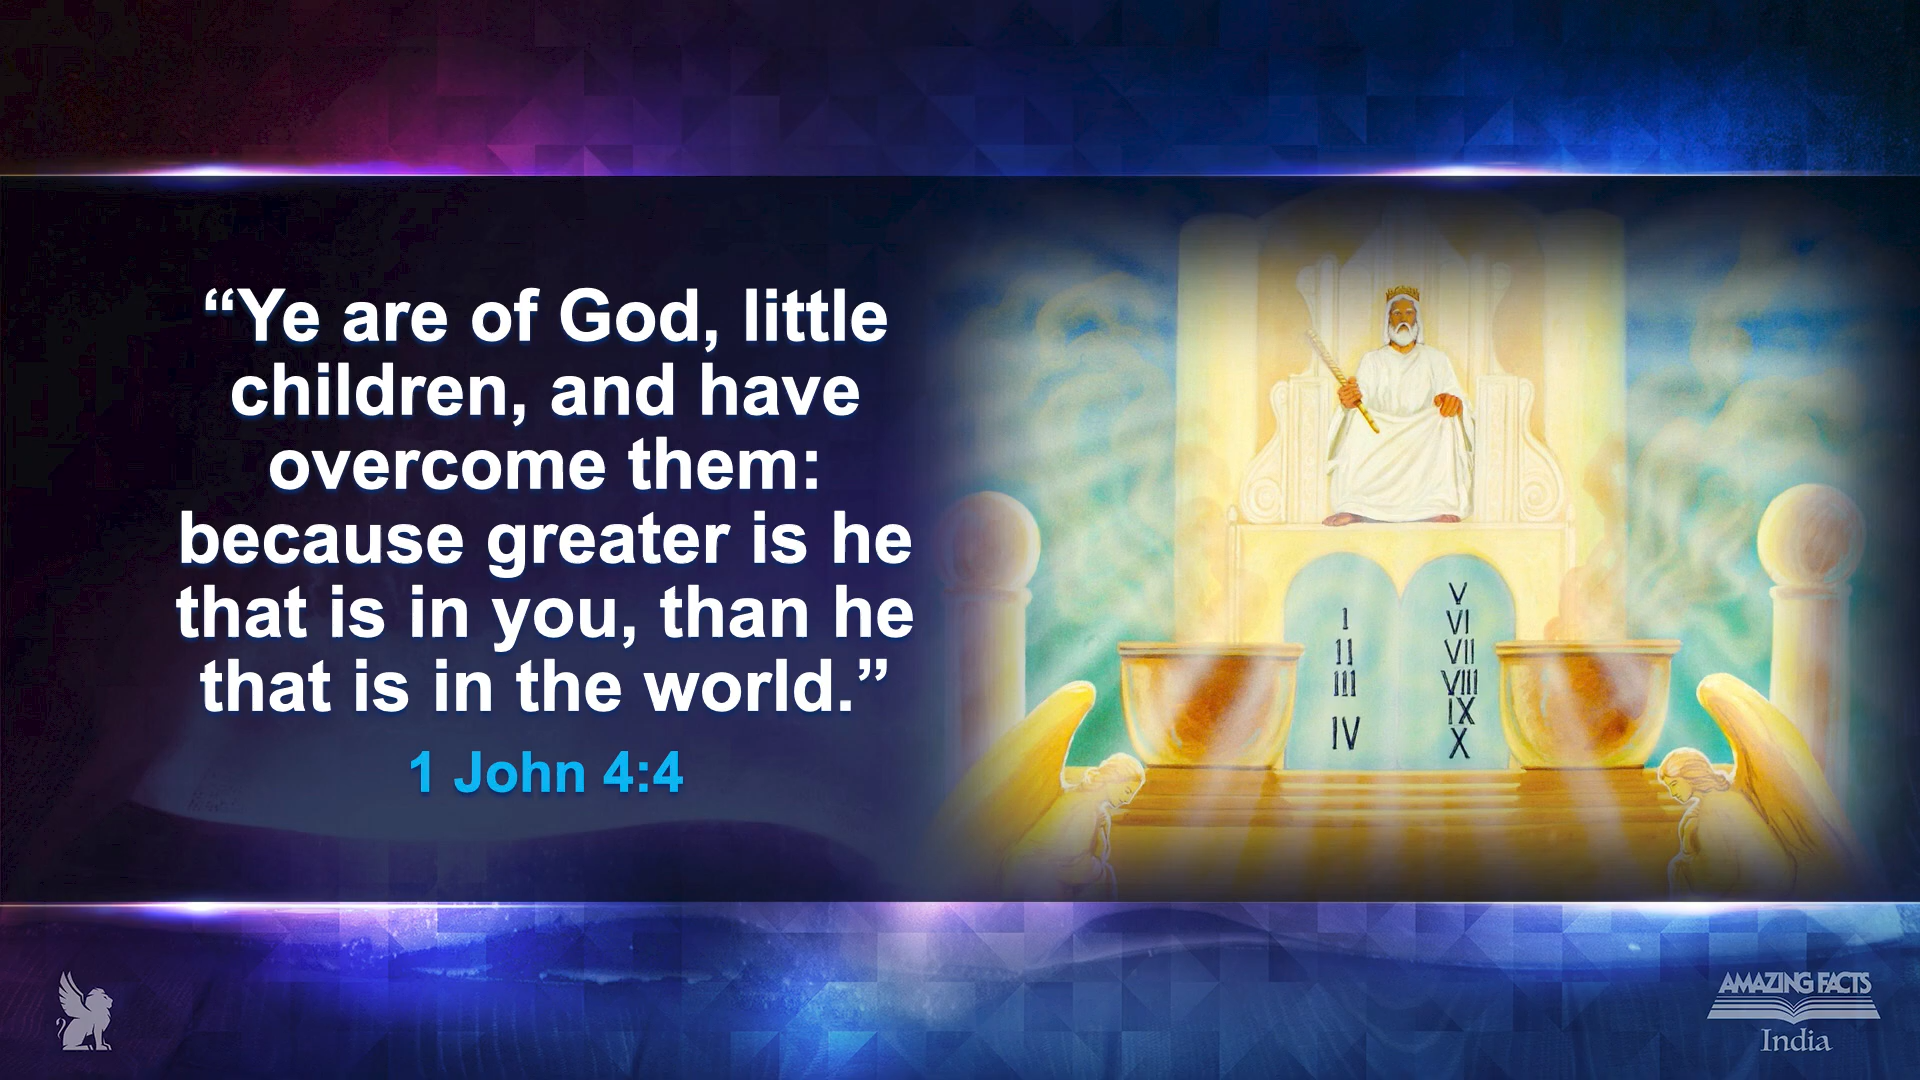 “Ye are of God, little
children, and have
overcome them:
because greater is he
that is in you, than he
that is in the world.”
1 John 4:4
I
II
III
IV
V
VI
VII
VIII
IX
X
AMAZING FACTS
India